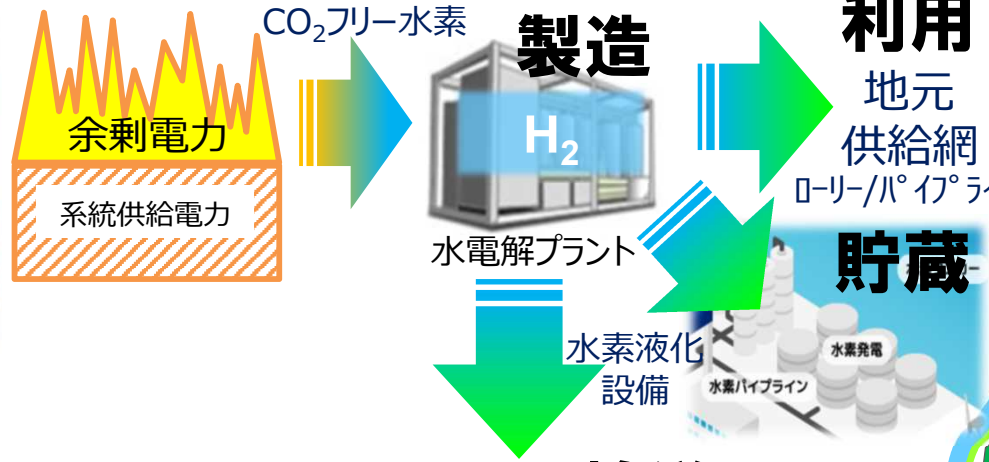 CO₂フリー水素
製造
利用
地元
供給網
ﾛｰﾘｰ/ﾊﾟｲﾌﾟﾗｲ
余剰電力
H₂
系統供給電力
水電解プラント
貯蔵
水素液化
設備
水素発電
水素パイプライン